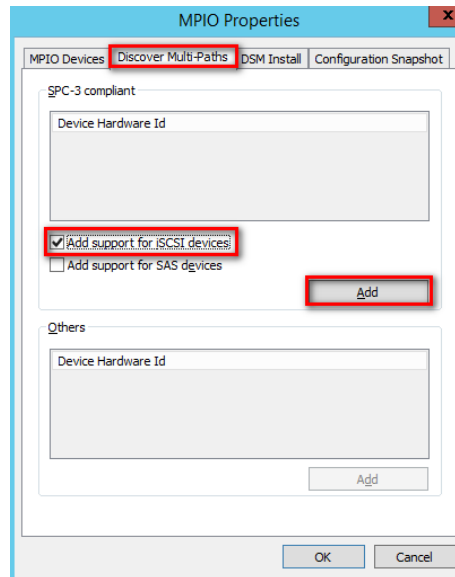 MPIO Properties
x
MPIO Devices Discover Multi-Paths DSM Install Configuration Snapshot
SPC-3 compliant
Device Hardware Id
Add support for iSCSI devices
Add support for SAS devices
Add
Others
Device Hardware Id
Add
OK Cancel